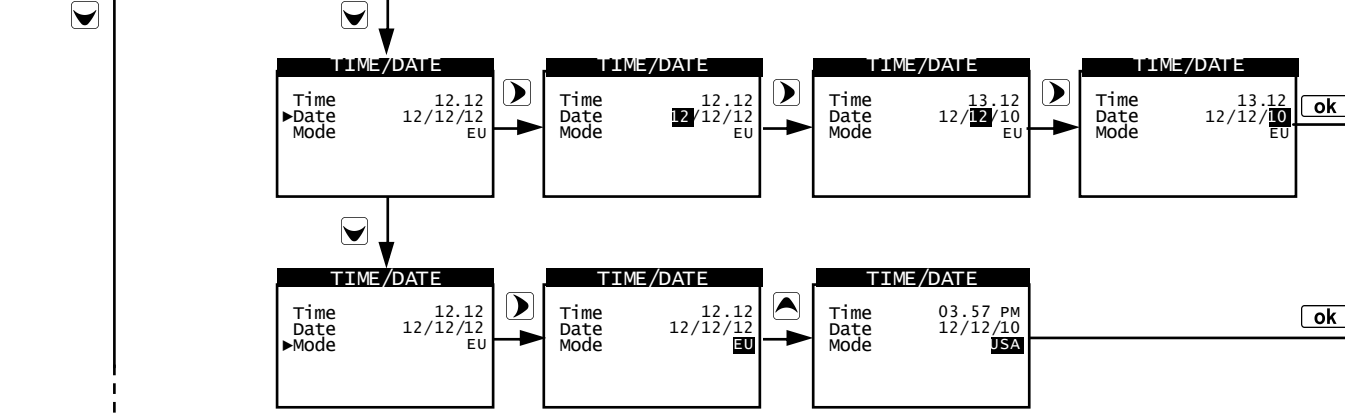 TIME/DATE
Time 12.12
▶Date 12/12/12
Mode EU
TIME/DATE
Time 12.12
Date 12/12/12
Mode EU
TIME/DATE
Time 13.12
Date 12/12/10
Mode EU
TIME/DATE
Time 13.12
Date 12/12/10
Mode EU
ok
TIME/DATE
Time 12.12
Date 12/12/12
▶Mode EU
TIME/DATE
Time 12.12
Date 12/12/12
Mode EU
TIME/DATE
Time 03.57 PM
Date 12/12/10
Mode USA
ok